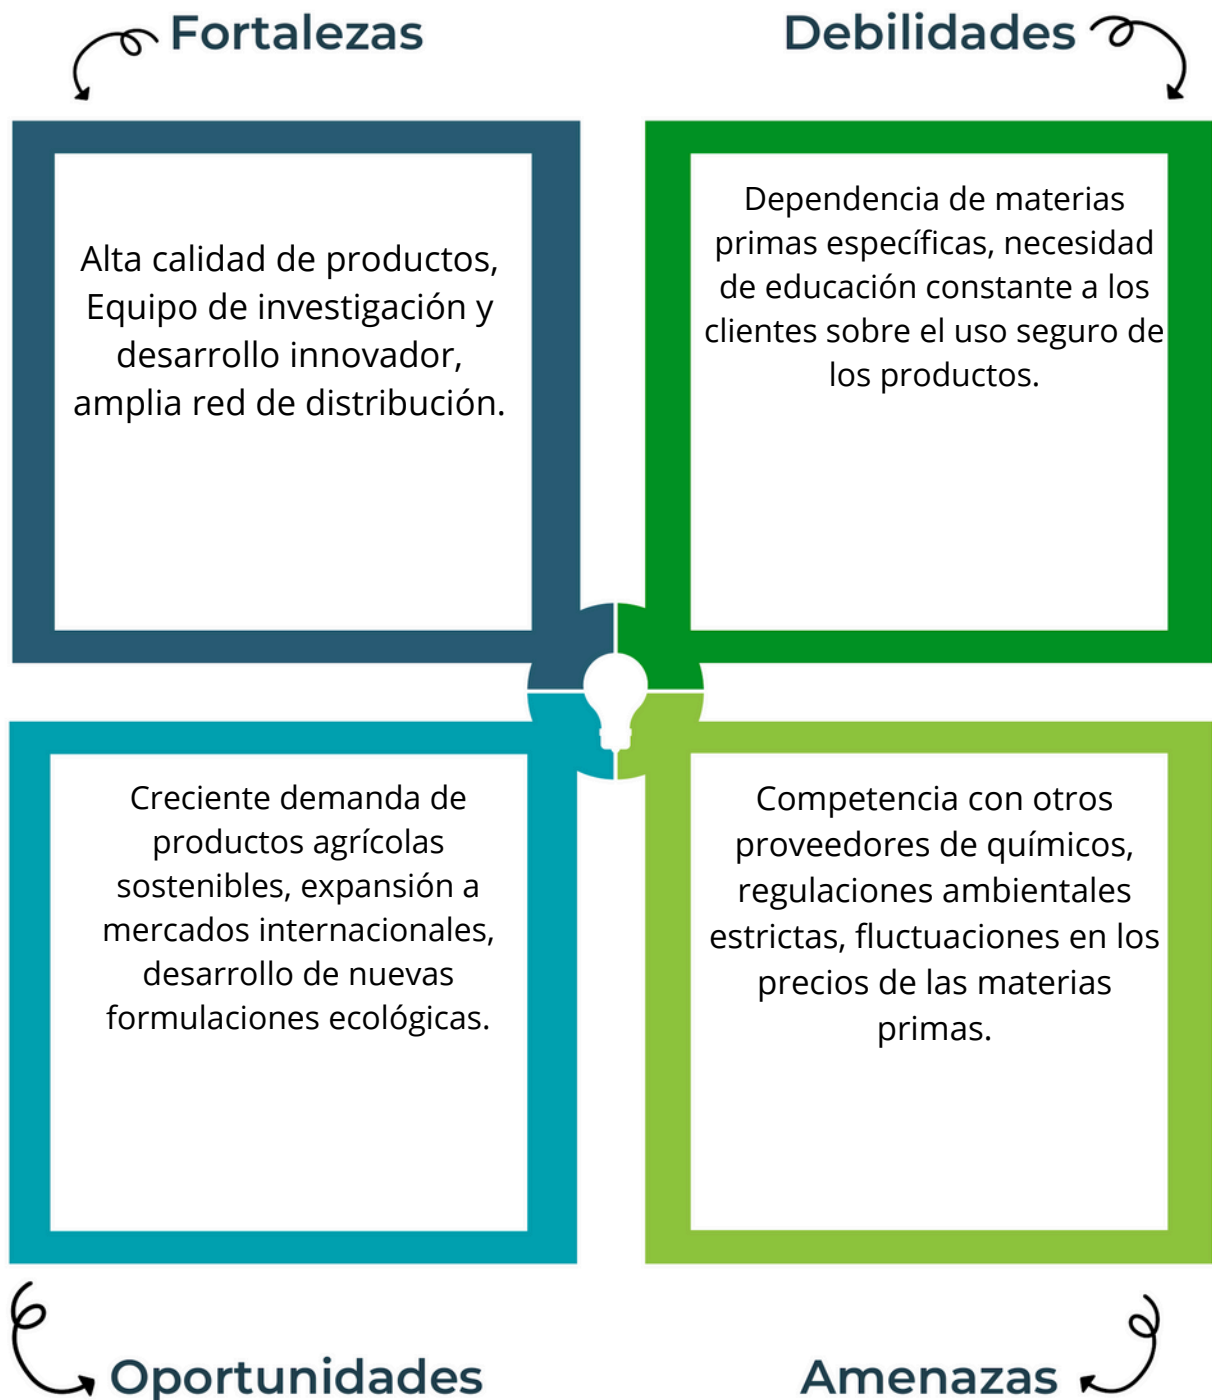 Fortalezas
Alta calidad de productos,
Equipo de investigación y
desarrollo innovador,
amplia red de distribución.
Debilidades
Dependencia de materias
primas específicas, necesidad
de educación constante a los
clientes sobre el uso seguro de
los productos.
Creciente demanda de
productos agrícolas
sostenibles, expansión a
mercados internacionales,
desarrollo de nuevas
formulaciones ecológicas.
Oportunidades
Competencia con otros
proveedores de químicos,
regulaciones ambientales
estrictas, fluctuaciones en los
precios de las materias
primas.
Amenazas